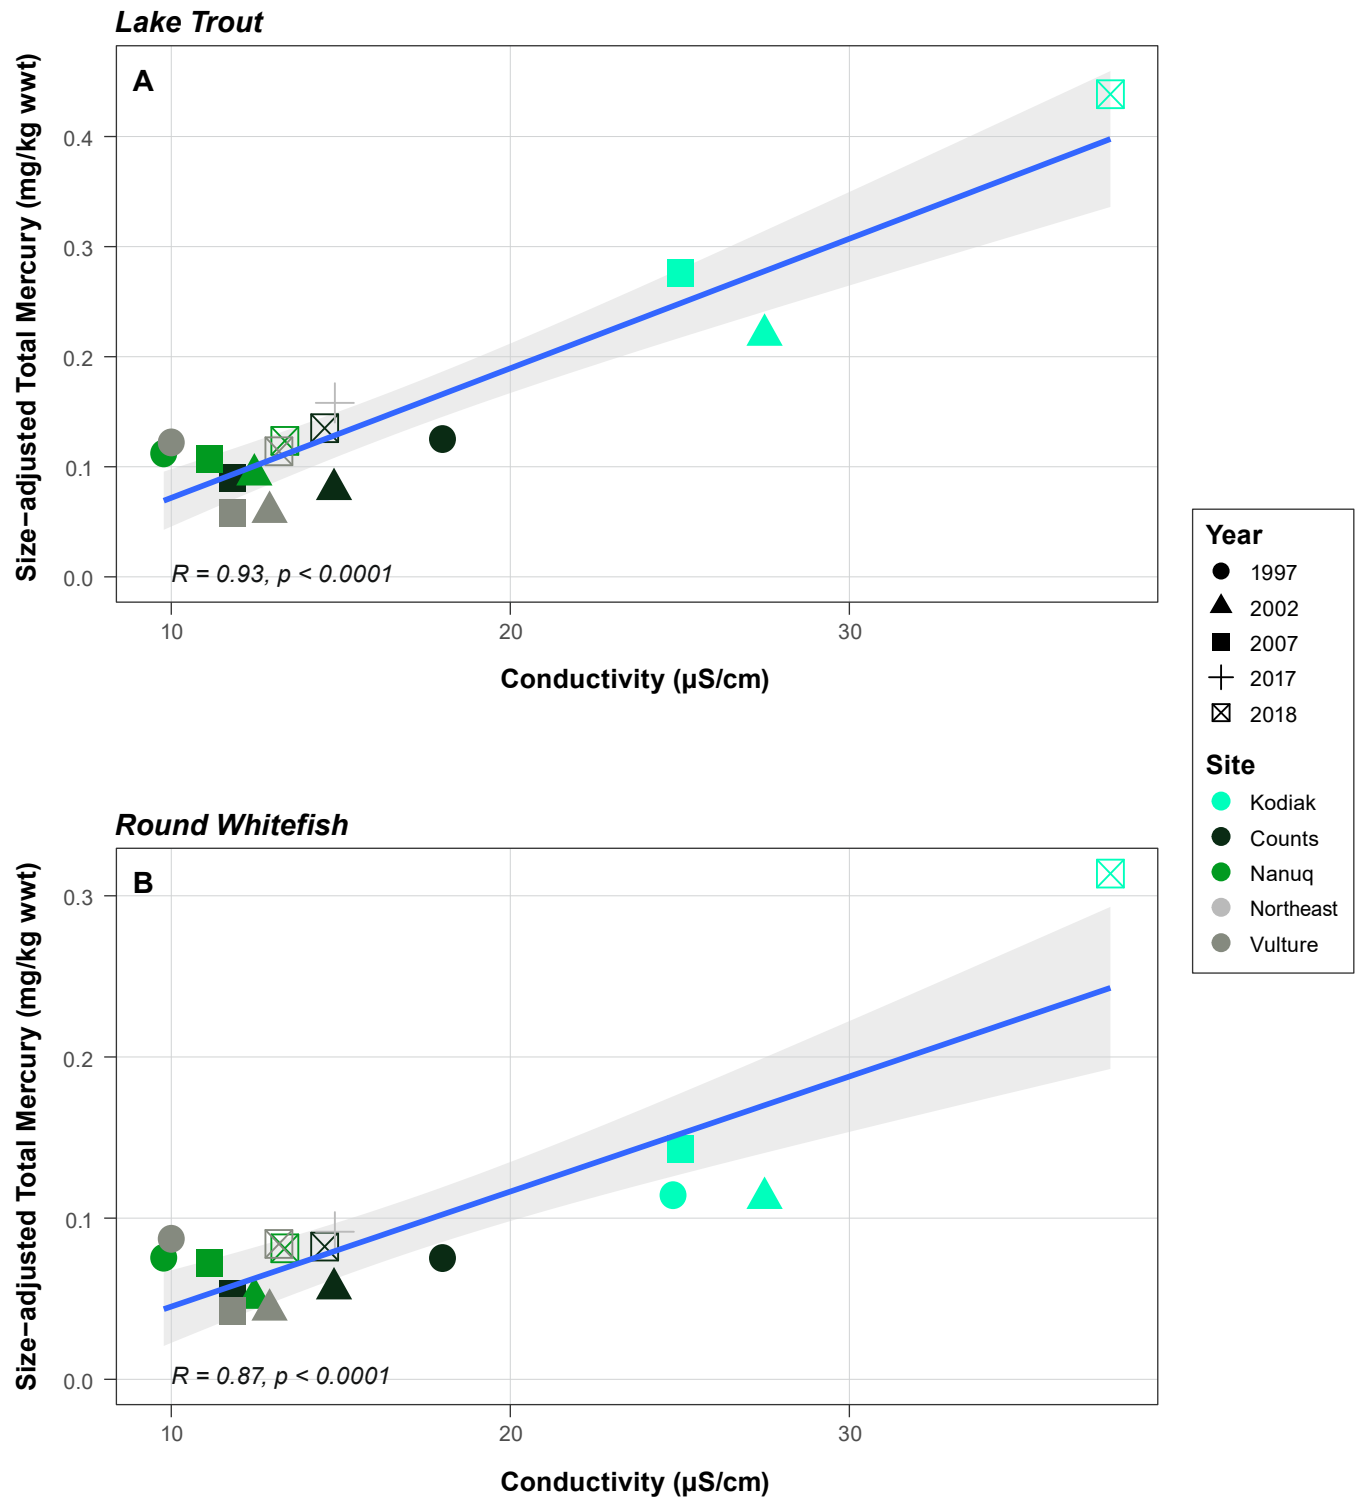 Lake Trout
A
Size−adjusted Total Mercury (mg/kg wwt)
0.4
0.3
0.2
0.1
0.0
R = 0.93, p < 0.0001
10 20 30
Conductivity (µS/cm)
Year
1997
2002
2007
2017
2018
Site
Kodiak
Counts
Nanuq
Northeast
Vulture
Round Whitefish
B
Size−adjusted Total Mercury (mg/kg wwt)
0.3
0.2
0.1
0.0
R = 0.87, p < 0.0001
10 20 30
Conductivity (µS/cm)